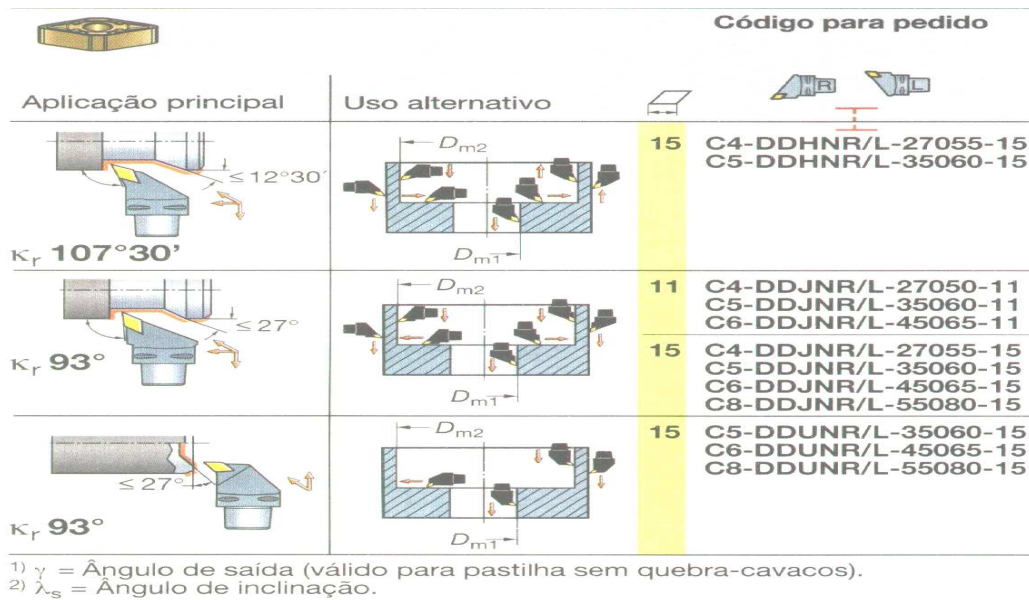 Código para pedido
Aplicação principal
Uso alternativo
R
L
Dm2
15 C4-DDHNR/L-27055-15
C5-DDHNR/L-35060-15
≤ 12°30′
κr 107°30’
Dm1
Dm2
11 C4-DDJNR/L-27050-11
C5-DDJNR/L-35060-11
C6-DDJNR/L-45065-11
≤ 27°
κr 93°
15 C4-DDJNR/L-27055-15
C5-DDJNR/L-35060-15
C6-DDJNR/L-45065-15
C8-DDJNR/L-55080-15
Dm1
Dm2
15 C5-DDUNR/L-35060-15
C6-DDUNR/L-45065-15
C8-DDUNR/L-55080-15
≤ 27°
κr 93°
Dm1
1) γ = Ângulo de saída (válido para pastilha sem quebra-cavacos).
2) λs = Ângulo de inclinação.